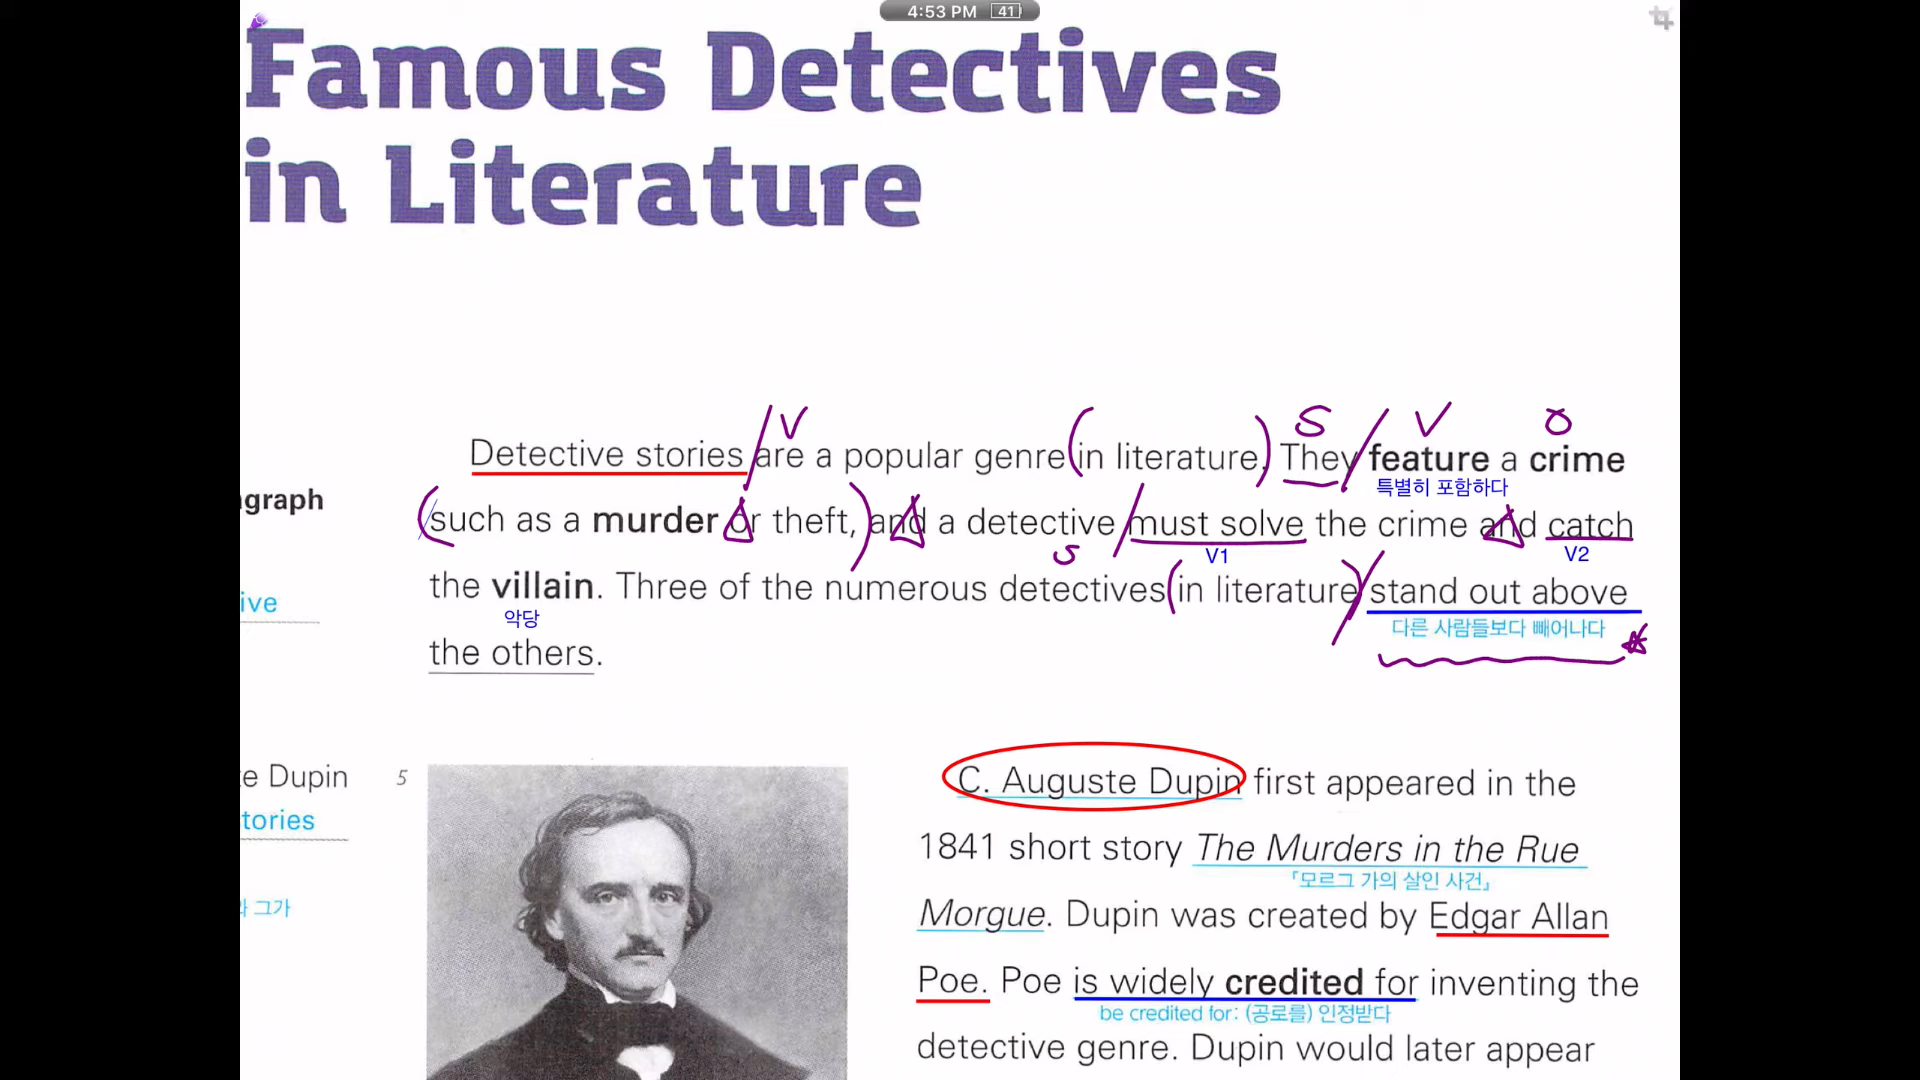 4:53 PM 41
Famous Detectives
in Literature
V S V O
Detective stories are a popular genre (in literature.) They feature a crime
특별히 포함하다
agraph
(such as a murder or theft,) and a detective must solve the crime and catch
S V1 V2
the villain. Three of the numerous detectives (in literature) stand out above
ive
악당 다른 사람들보다 빼어나다
the others.
te Dupin 5 C. Auguste Dupin first appeared in the
tories
1841 short story The Murders in the Rue
『모르그 가의 살인 사건』
그가
Morgue. Dupin was created by Edgar Allan
Poe. Poe is widely credited for inventing the
be credited for: (공로를) 인정받다
detective genre. Dupin would later appear